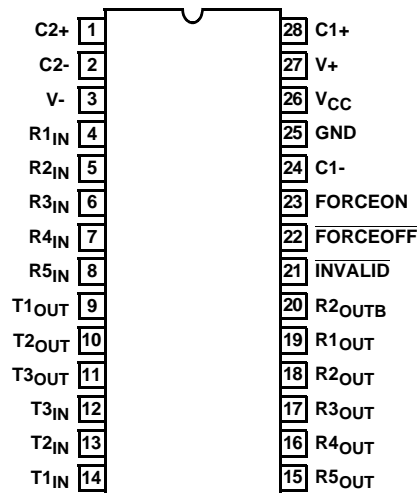 C2+ 1 28 C1+
C2- 2 27 V+
V- 3 26 VCC
R1IN 4 25 GND
R2IN 5 24 C1-
R3IN 6 23 FORCEON
R4IN 7 22 FORCEOFF
R5IN 8 21 INVALID
T1OUT 9 20 R2OUTB
T2OUT 10 19 R1OUT
T3OUT 11 18 R2OUT
T3IN 12 17 R3OUT
T2IN 13 16 R4OUT
T1IN 14 15 R5OUT